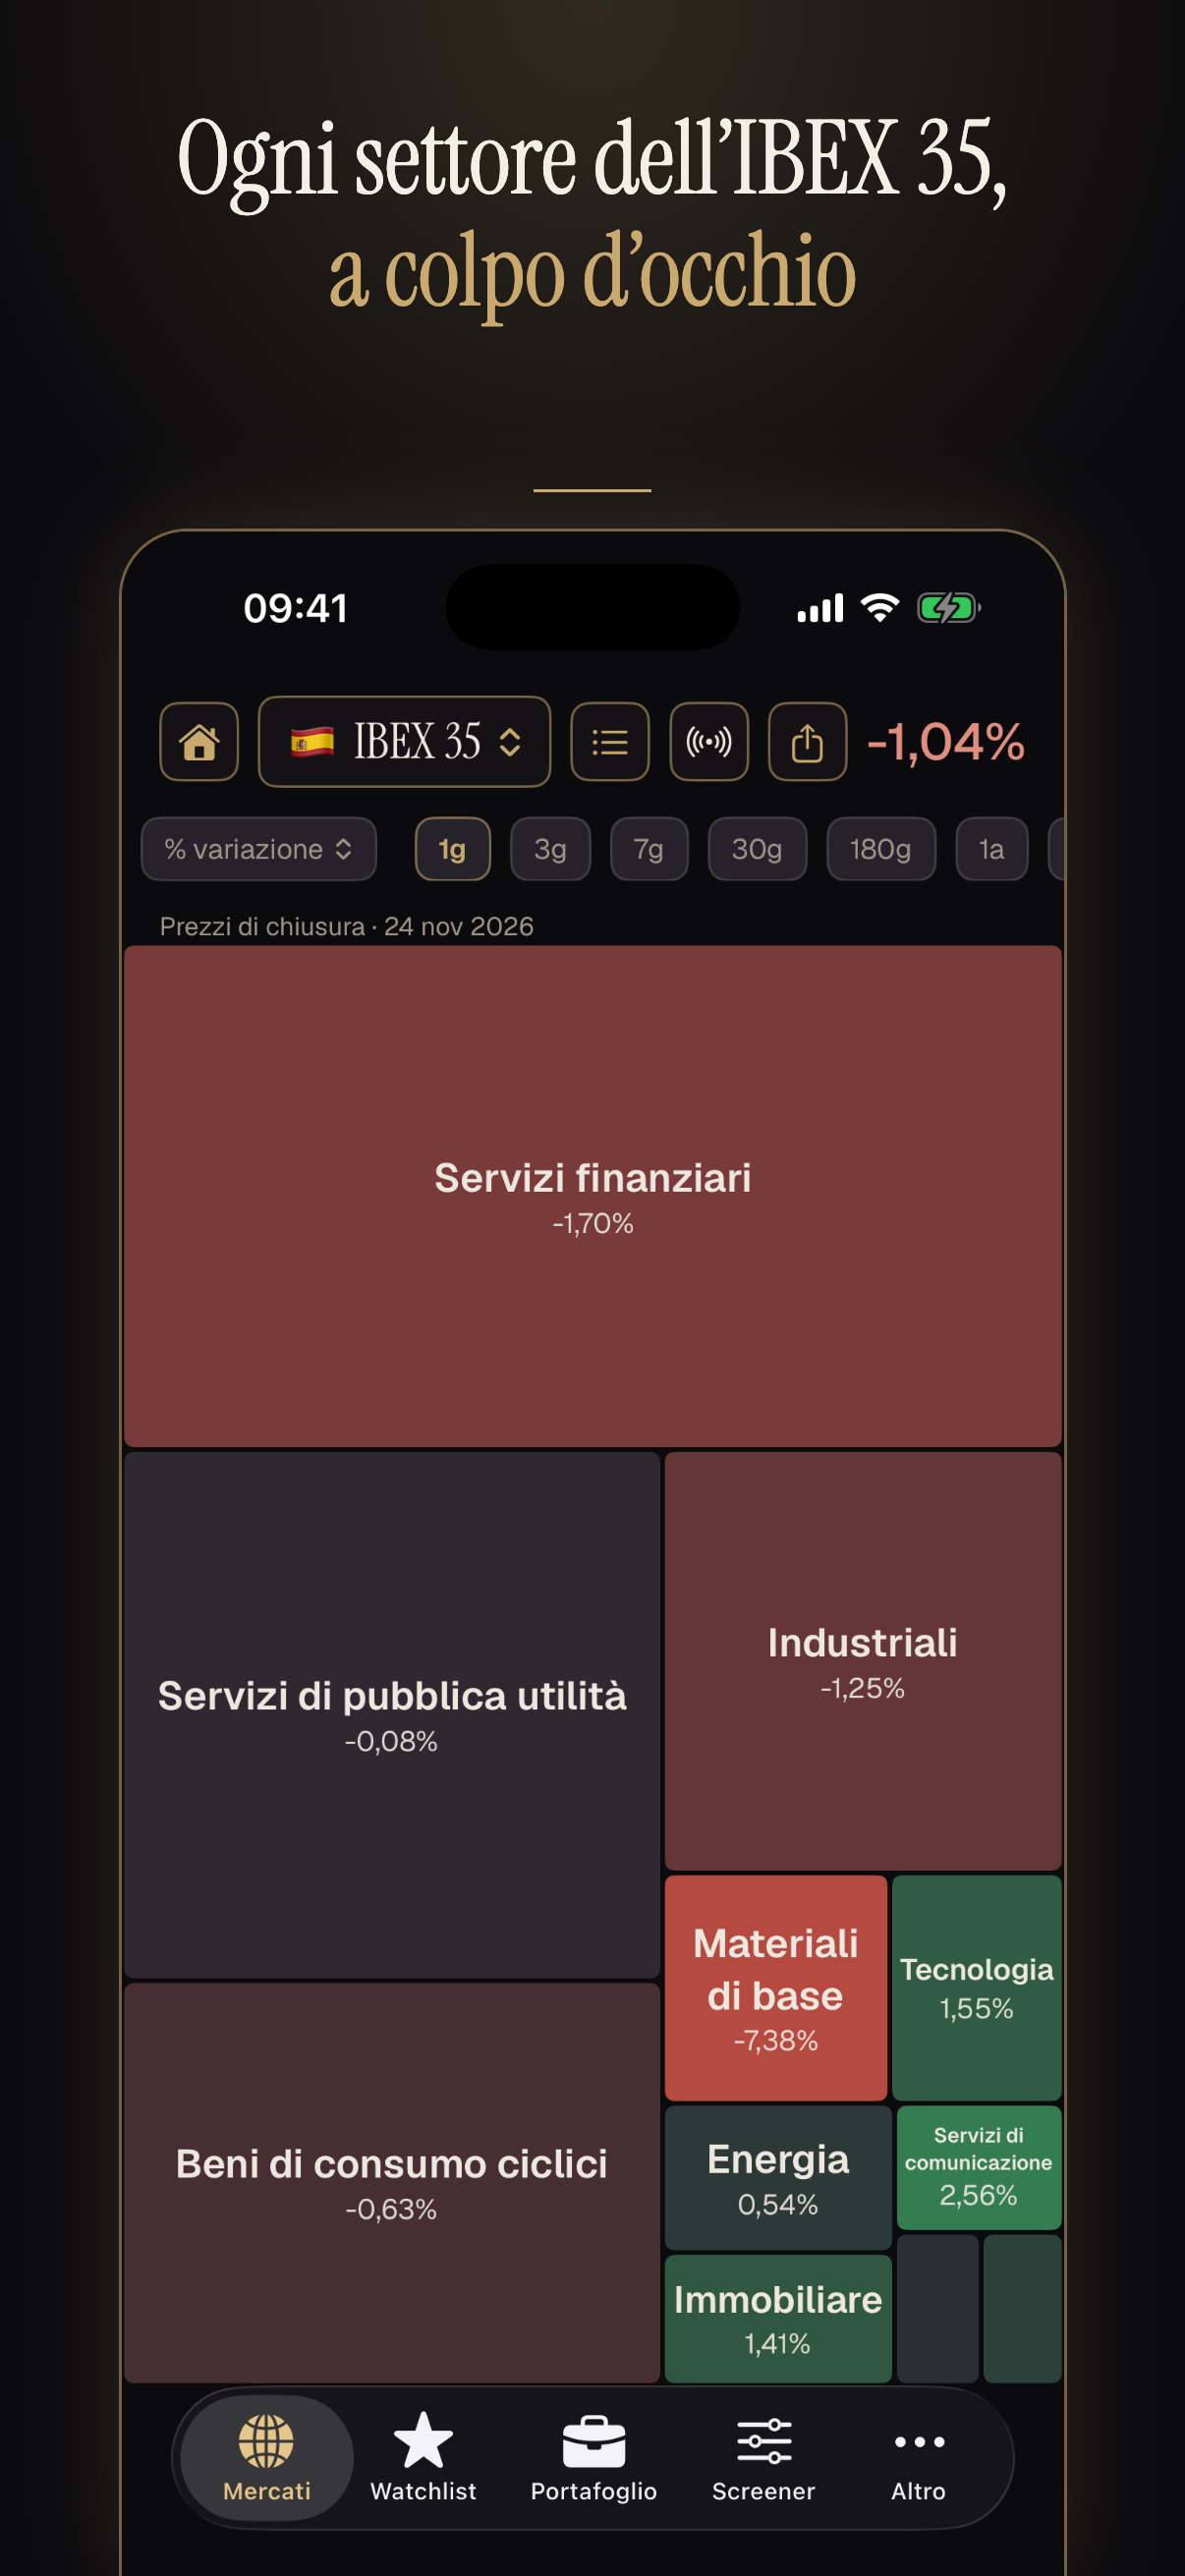 Ogni settore dell’IBEX 35,
a colpo d’occhio
09:41
IBEX 35
-1,04%
% variazione
1g
3g
7g
30g
180g
1a
Prezzi di chiusura · 24 nov 2026
Servizi finanziari
-1,70%
Servizi di pubblica utilità
-0,08%
Industriali
-1,25%
Materiali
di base
-7,38%
Tecnologia
1,55%
Beni di consumo ciclici
-0,63%
Energia
0,54%
Servizi di
comunicazione
2,56%
Immobiliare
1,41%
Mercati
Watchlist
Portafoglio
Screener
Altro